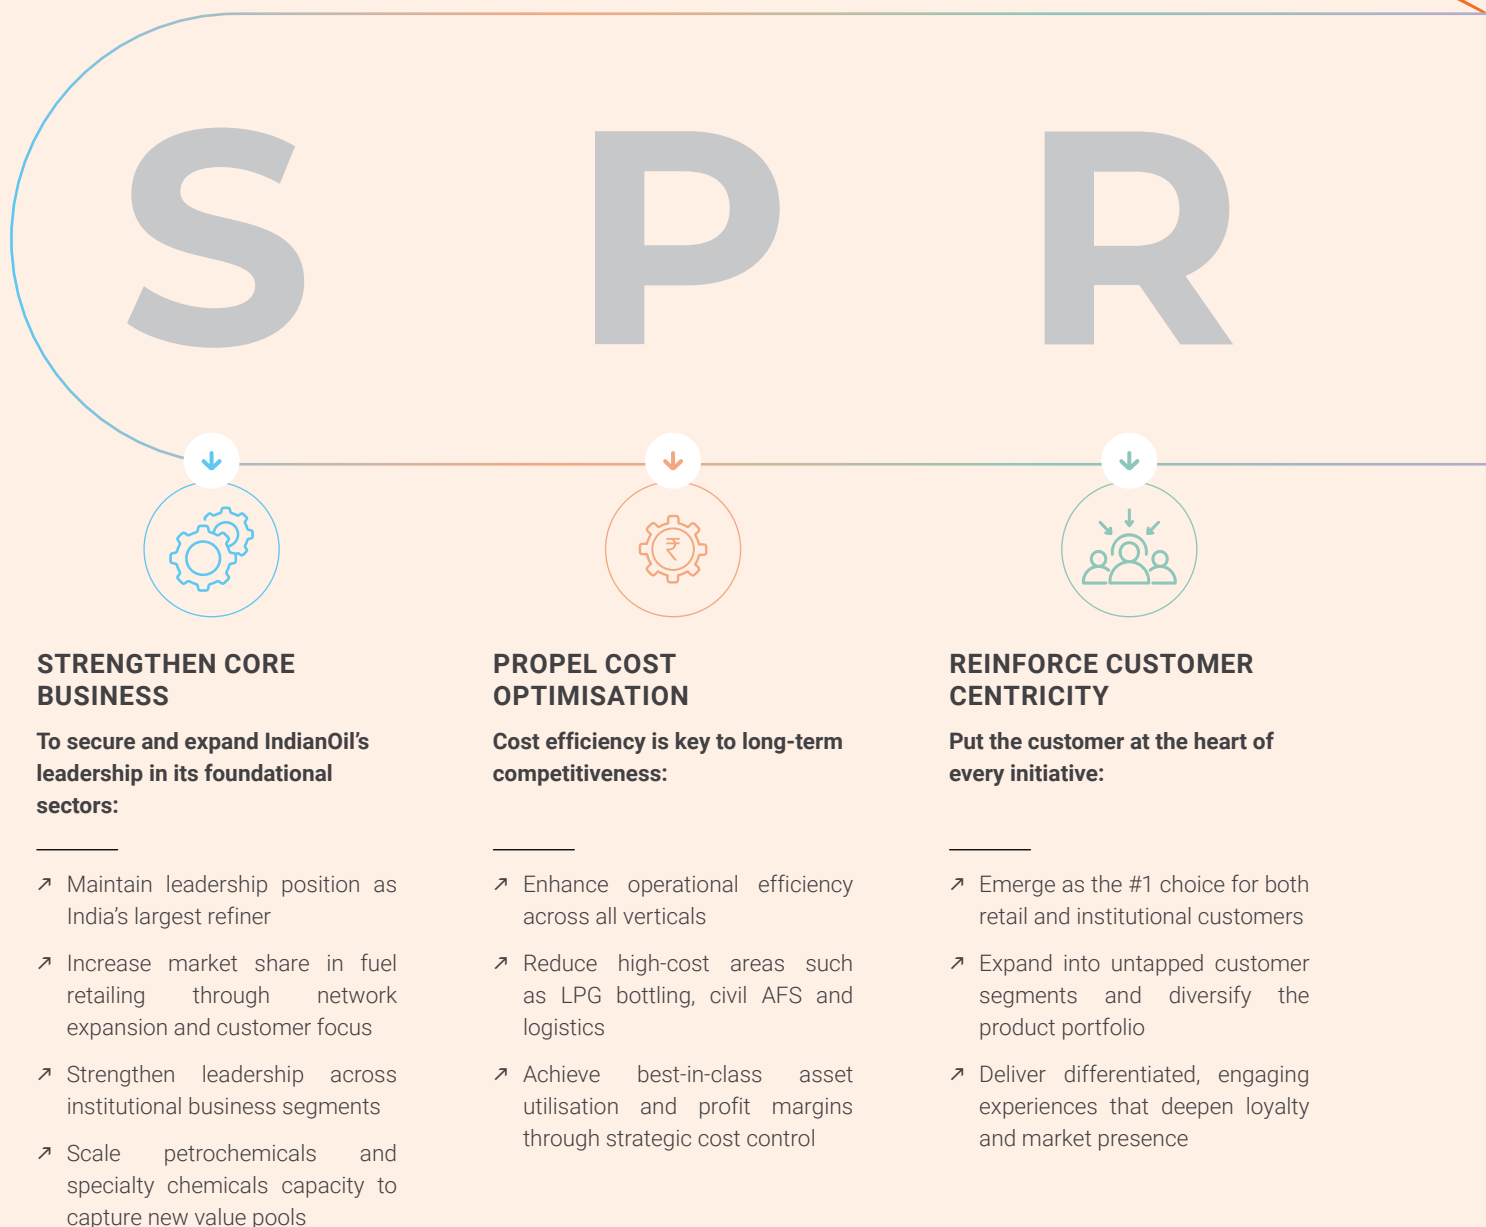 S P R
STRENGTHEN CORE
BUSINESS
To secure and expand IndianOil’s
leadership in its foundational
sectors:
↗ Maintain leadership position as
India’s largest refiner
↗ Increase market share in fuel
retailing through network
expansion and customer focus
↗ Strengthen leadership across
institutional business segments
↗ Scale petrochemicals and
specialty chemicals capacity to
capture new value pools
₹
PROPEL COST
OPTIMISATION
Cost efficiency is key to long-term
competitiveness:
↗ Enhance operational efficiency
across all verticals
↗ Reduce high-cost areas such
as LPG bottling, civil AFS and
logistics
↗ Achieve best-in-class asset
utilisation and profit margins
through strategic cost control
REINFORCE CUSTOMER
CENTRICITY
Put the customer at the heart of
every initiative:
↗ Emerge as the #1 choice for both
retail and institutional customers
↗ Expand into untapped customer
segments and diversify the
product portfolio
↗ Deliver differentiated, engaging
experiences that deepen loyalty
and market presence